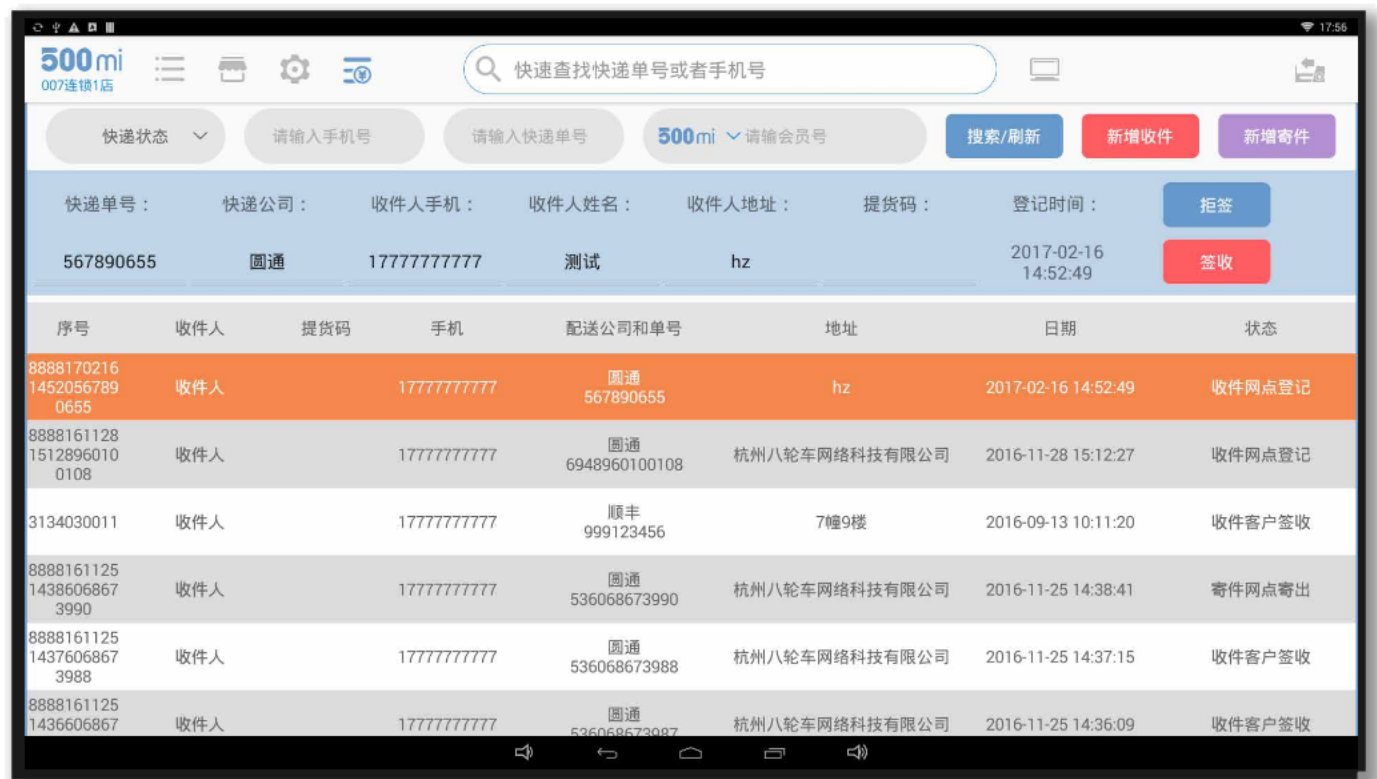 17:56
500mi
007连锁1店
快速查找快递单号或者手机号
快递状态 请输入手机号 请输入快递单号 500mi 请输会员号 搜索/刷新 新增收件 新增寄件
快递单号: 快递公司: 收件人手机: 收件人姓名: 收件人地址: 提货码: 登记时间: 拒签
567890655 圆通 17777777777 测试 hz 2017-02-16 14:52:49 签收
序号 收件人 提货码 手机 配送公司和单号 地址 日期 状态
8888170216
1452056789
0655
收件人 17777777777
圆通
567890655
hz 2017-02-16 14:52:49 收件网点登记
8888161128
1512896010
0108
收件人 17777777777
圆通
6948960100108
杭州八轮车网络科技有限公司 2016-11-28 15:12:27 收件网点登记
3134030011 收件人 17777777777
顺丰
999123456
7幢9楼 2016-09-13 10:11:20 收件客户签收
8888161125
1438606867
3990
收件人 17777777777
圆通
536068673990
杭州八轮车网络科技有限公司 2016-11-25 14:38:41 寄件网点寄出
8888161125
1437606867
3988
收件人 17777777777
圆通
536068673988
杭州八轮车网络科技有限公司 2016-11-25 14:37:15 收件客户签收
8888161125
1436606867
收件人 17777777777
圆通
536068673987
杭州八轮车网络科技有限公司 2016-11-25 14:36:09 收件客户签收